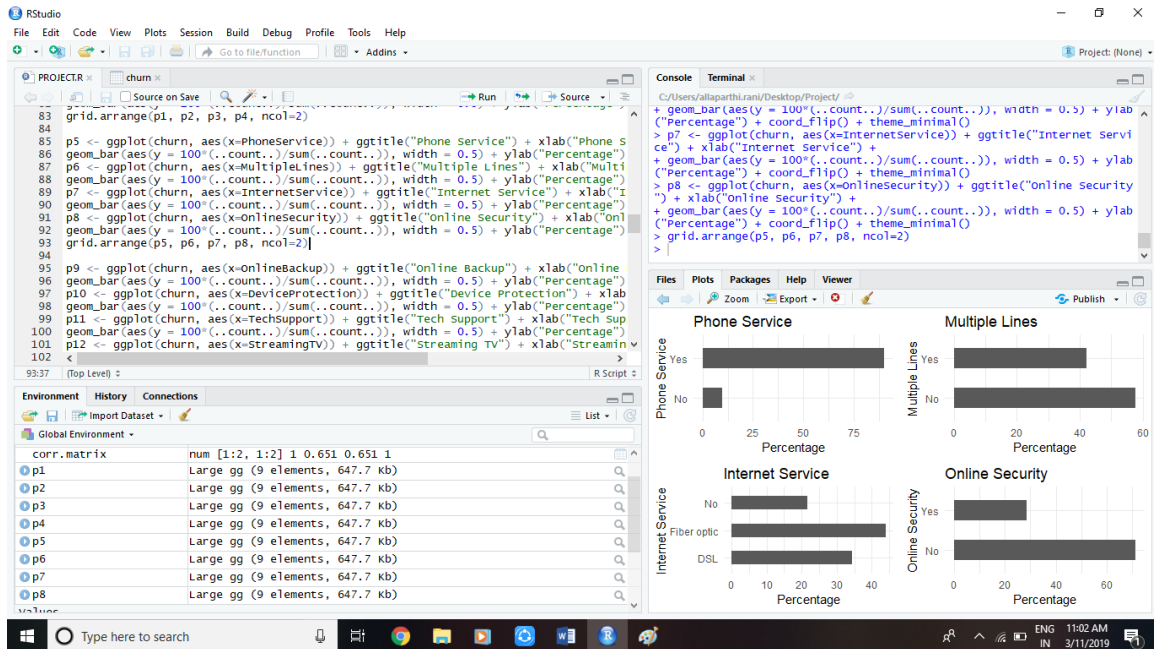 RStudio
File Edit Code View Plots Session Build Debug Profile Tools Help
Go to file/function Addins Project: (None)
PROJECT.R churn
Source on Save Run Source
83 grid.arrange(p1, p2, p3, p4, ncol=2)
84
85 p5 <- ggplot(churn, aes(x=PhoneService)) + ggtitle("Phone Service") + xlab("Phone S
86 geom_bar(aes(y = 100*(..count..)/sum(..count..)), width = 0.5) + ylab("Percentage")
87 p6 <- ggplot(churn, aes(x=MultipleLines)) + ggtitle("Multiple Lines") + xlab("Multi
88 geom_bar(aes(y = 100*(..count..)/sum(..count..)), width = 0.5) + ylab("Percentage")
89 p7 <- ggplot(churn, aes(x=InternetService)) + ggtitle("Internet Service") + xlab("I
90 geom_bar(aes(y = 100*(..count..)/sum(..count..)), width = 0.5) + ylab("Percentage")
91 p8 <- ggplot(churn, aes(x=OnlineSecurity)) + ggtitle("Online Security") + xlab("Onl
92 geom_bar(aes(y = 100*(..count..)/sum(..count..)), width = 0.5) + ylab("Percentage")
93 grid.arrange(p5, p6, p7, p8, ncol=2)
94
95 p9 <- ggplot(churn, aes(x=OnlineBackup)) + ggtitle("Online Backup") + xlab("Online
96 geom_bar(aes(y = 100*(..count..)/sum(..count..)), width = 0.5) + ylab("Percentage")
97 p10 <- ggplot(churn, aes(x=DeviceProtection)) + ggtitle("Device Protection") + xlab
98 geom_bar(aes(y = 100*(..count..)/sum(..count..)), width = 0.5) + ylab("Percentage")
99 p11 <- ggplot(churn, aes(x=TechSupport)) + ggtitle("Tech Support") + xlab("Tech Sup
100 geom_bar(aes(y = 100*(..count..)/sum(..count..)), width = 0.5) + ylab("Percentage")
101 p12 <- ggplot(churn, aes(x=StreamingTV)) + ggtitle("Streaming TV") + xlab("Streamin
102
93:37 (Top Level) R Script
Environment History Connections
Import Dataset List
Global Environment
corr.matrix num [1:2, 1:2] 1 0.651 0.651 1
p1 Large gg (9 elements, 647.7 Kb)
p2 Large gg (9 elements, 647.7 Kb)
p3 Large gg (9 elements, 647.7 Kb)
p4 Large gg (9 elements, 647.7 Kb)
p5 Large gg (9 elements, 647.7 Kb)
p6 Large gg (9 elements, 647.7 Kb)
p7 Large gg (9 elements, 647.7 Kb)
p8 Large gg (9 elements, 647.7 Kb)
values
Console Terminal
C:/Users/allaparthi.rani/Desktop/Project/
+ geom_bar(aes(y = 100*(..count..)/sum(..count..)), width = 0.5) + ylab
("Percentage") + coord_flip() + theme_minimal()
> p7 <- ggplot(churn, aes(x=InternetService)) + ggtitle("Internet Servi
ce") + xlab("Internet Service") +
+ geom_bar(aes(y = 100*(..count..)/sum(..count..)), width = 0.5) + ylab
("Percentage") + coord_flip() + theme_minimal()
> p8 <- ggplot(churn, aes(x=OnlineSecurity)) + ggtitle("Online Security
") + xlab("Online Security") +
+ geom_bar(aes(y = 100*(..count..)/sum(..count..)), width = 0.5) + ylab
("Percentage") + coord_flip() + theme_minimal()
> grid.arrange(p5, p6, p7, p8, ncol=2)
>
Files Plots Packages Help Viewer
Zoom Export Publish
Phone Service
Phone Service
Yes
No
0 25 50 75
Percentage
Multiple Lines
Multiple Lines
Yes
No
0 20 40 60
Percentage
Internet Service
Internet Service
No
Fiber optic
DSL
0 10 20 30 40
Percentage
Online Security
Online Security
Yes
No
0 20 40 60
Percentage
Type here to search
ENG 11:02 AM
IN 3/11/2019
1